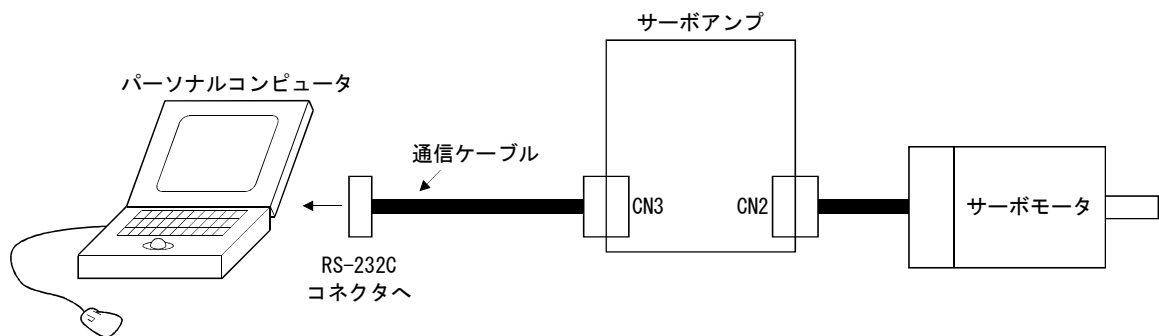 サーボアンプ
パーソナルコンピュータ
通信ケーブル
CN3
CN2
サーボモータ
RS-232C
コネクタへ